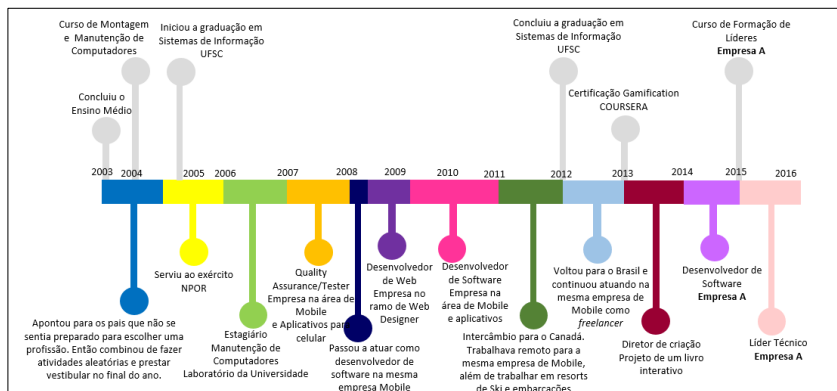 Curso de Montagem
e Manutenção de
Computadores
Iniciou a graduação em
Sistemas de Informação
UFSC
Concluiu a graduação em
Sistemas de Informação
UFSC
Curso de Formação de
Líderes
Empresa A
Concluiu o
Ensino Médio
Certificação Gamification
COURSERA
2003 2004 2005 2006 2007 2008 2009 2010 2011 2012 2013 2014 2015 2016
Apontou para os pais que não se
sentia preparado para escolher uma
profissão. Então combinou de fazer
atividades aleatórias e prestar
vestibular no final do ano.
Serviu ao exército
NPOR
Estagiário
Manutenção de
Computadores
Laboratório da Universidade
Quality
Assurance/Tester
Empresa na área de
Mobile
e Aplicativos para
celular
Passou a atuar como
desenvolvedor de
software na mesma
empresa Mobile
Desenvolvedor
de Web
Empresa no
ramo de Web
Designer
Desenvolvedor
de Software
Empresa na
área de Mobile
e aplicativos
Intercâmbio para o Canadá.
Trabalhava remoto para a
mesma empresa de Mobile,
além de trabalhar em resorts
de Ski e embarcações
Voltou para o Brasil e
continuou atuando na
mesma empresa de
Mobile como
freelancer
Diretor de criação
Projeto de um livro
interativo
Desenvolvedor de
Software
Empresa A
Líder Técnico
Empresa A